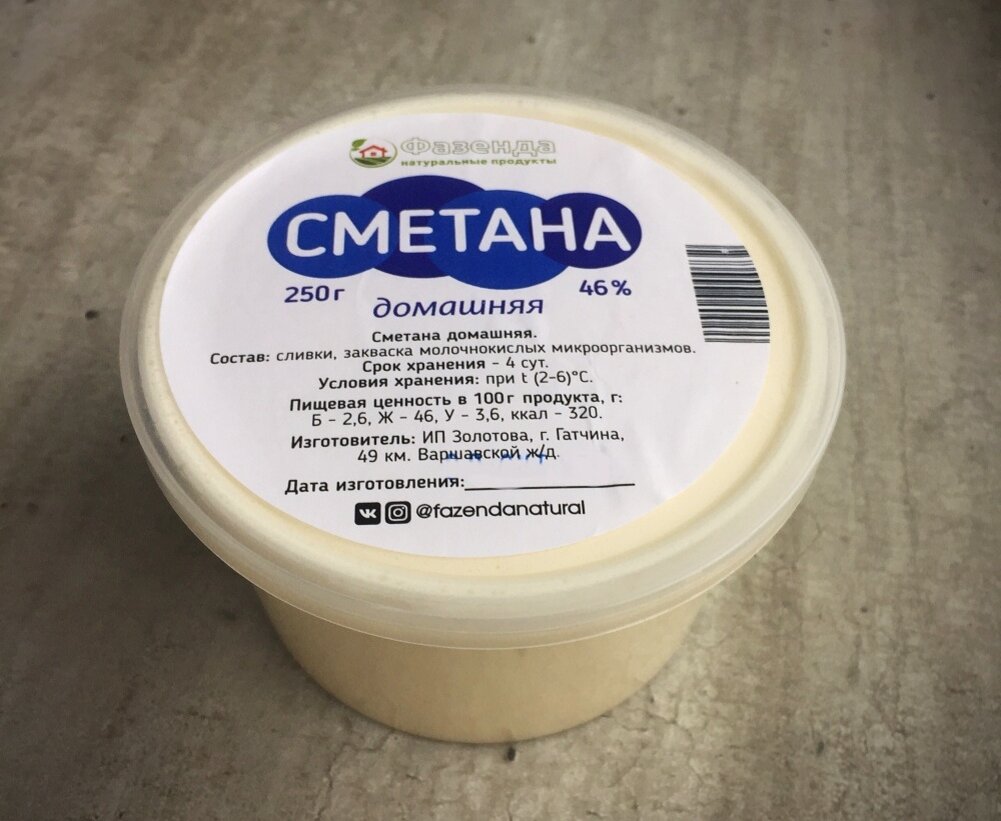 Фазенда
натуральные продукты
СМЕТАНА
250 г
46 %
домашняя
Сметана домашняя.
Состав: сливки, закваска молочнокислых микроорганизмов.
Срок хранения - 4 сут.
Условия хранения: при t (2-6)°С.
Пищевая ценность в 100 г продукта, г:
Б - 2,6, Ж - 46, У - 3,6, ккал - 320.
Изготовитель: ИП Золотова, г. Гатчина,
49 км. Варшавской ж/д.
Дата изготовления:
@fazendanatural